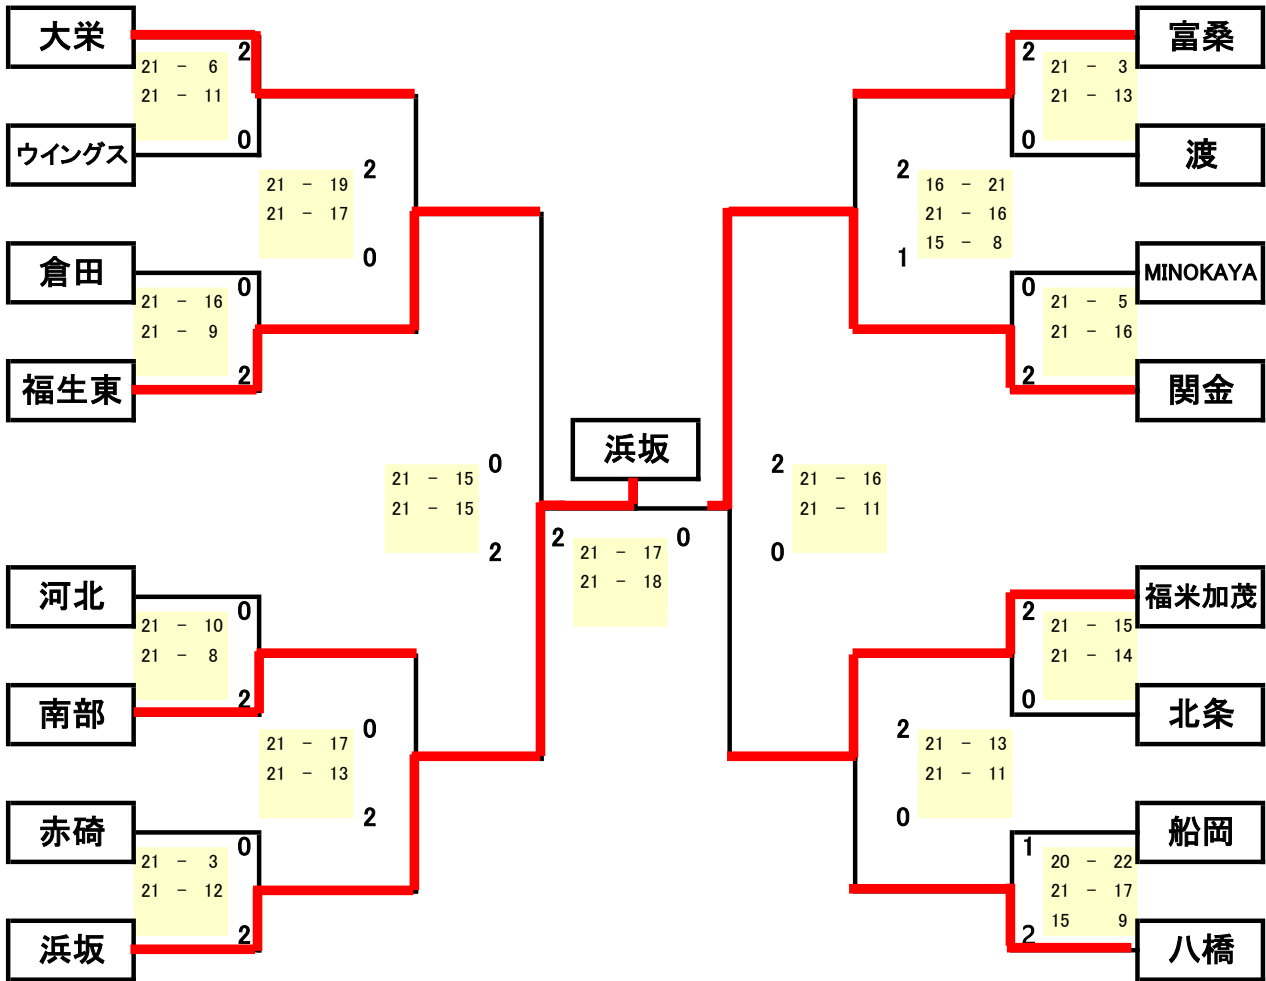 大栄
2
21 － 6
21 － 11
0
ウイングス
2
21 － 19
21 － 17
0
倉田
0
21 － 16
21 － 9
2
福生東
0
21 － 15
21 － 15
2
河北
0
21 － 10
21 － 8
2
南部
0
21 － 17
21 － 13
2
赤碕
0
21 － 3
21 － 12
2
浜坂
浜坂
2
0
21 － 17
21 － 18
富桑
2
21 － 3
21 － 13
0
渡
2
16 － 21
21 － 16
15 － 8
1
MINOKAYA
0
21 － 5
21 － 16
2
関金
2
21 － 16
21 － 11
0
福米加茂
2
21 － 15
21 － 14
0
北条
2
21 － 13
21 － 11
0
船岡
1
20 － 22
21 － 17
15 9
2
八橋